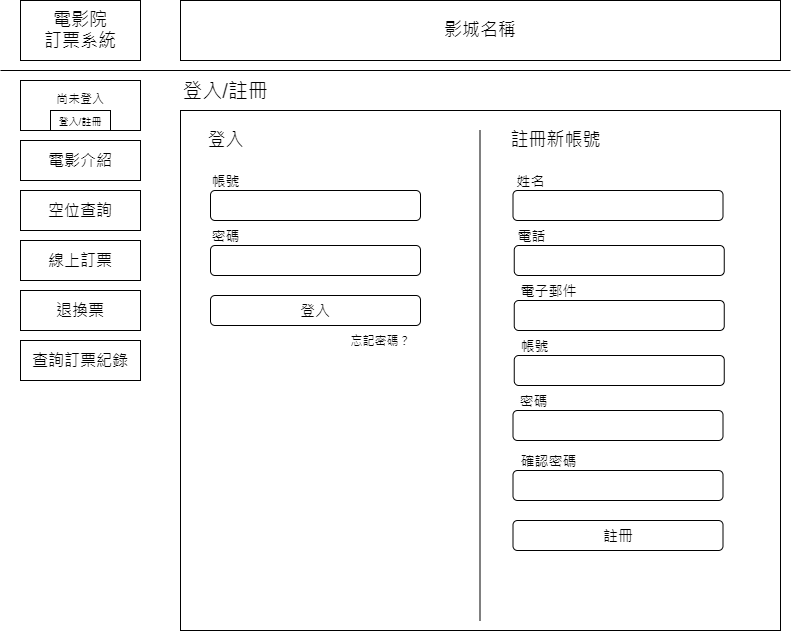 電影院
訂票系統
影城名稱
尚未登入
登入/註冊
電影介紹
空位查詢
線上訂票
退換票
查詢訂票紀錄
登入/註冊
登入
帳號
密碼
登入
忘記密碼？
註冊新帳號
姓名
電話
電子郵件
帳號
密碼
確認密碼
註冊